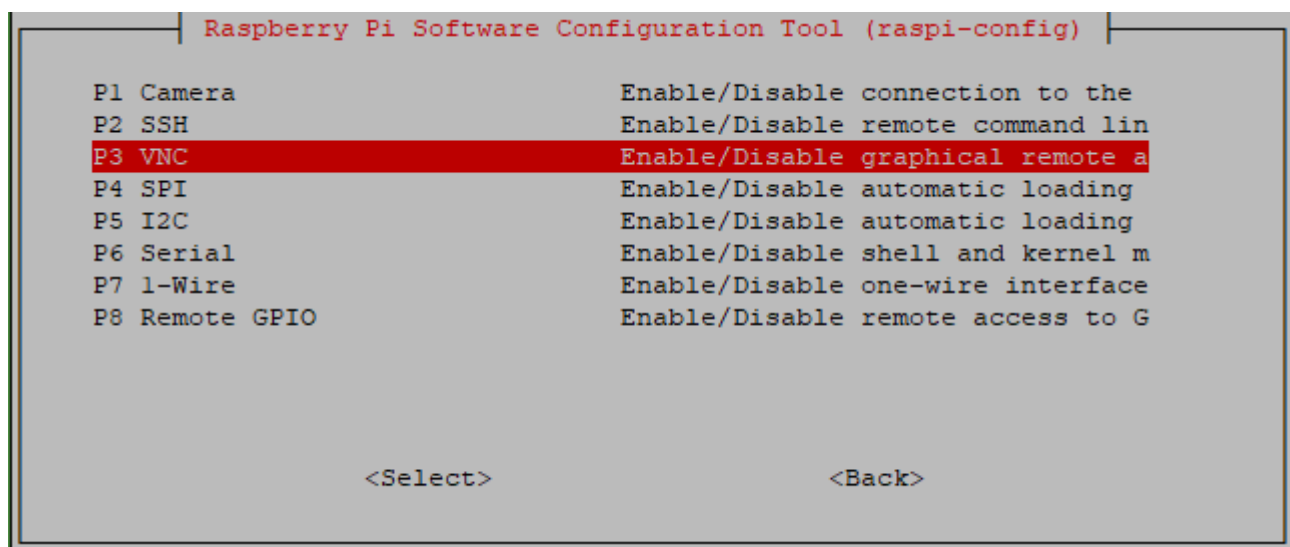 Raspberry Pi Software Configuration Tool (raspi-config)
P1 Camera Enable/Disable connection to the
P2 SSH Enable/Disable remote command lin
P3 VNC Enable/Disable graphical remote a
P4 SPI Enable/Disable automatic loading
P5 I2C Enable/Disable automatic loading
P6 Serial Enable/Disable shell and kernel m
P7 1-Wire Enable/Disable one-wire interface
P8 Remote GPIO Enable/Disable remote access to G
<Select> <Back>